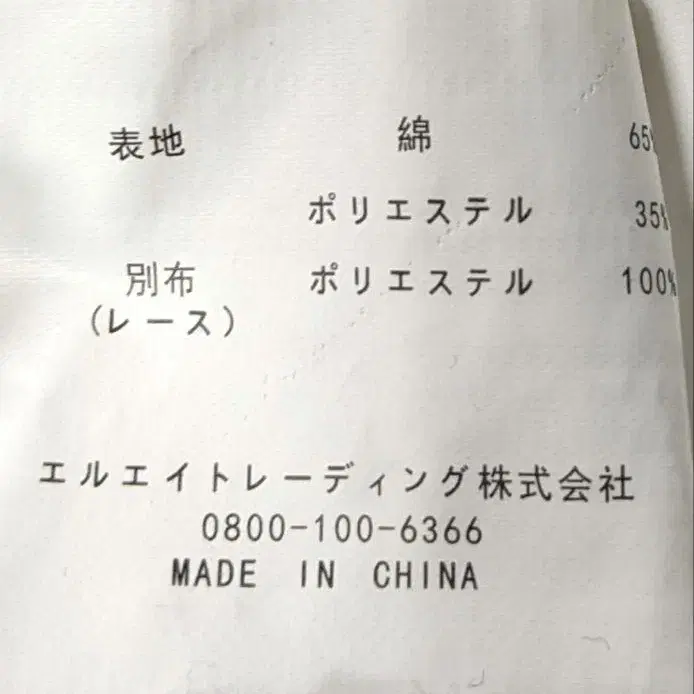 表地 綿 65%
ポリエステル 35%
別布 ポリエステル 100%
(レース)
エルエイトレーディング株式会社
0800-100-6366
MADE IN CHINA